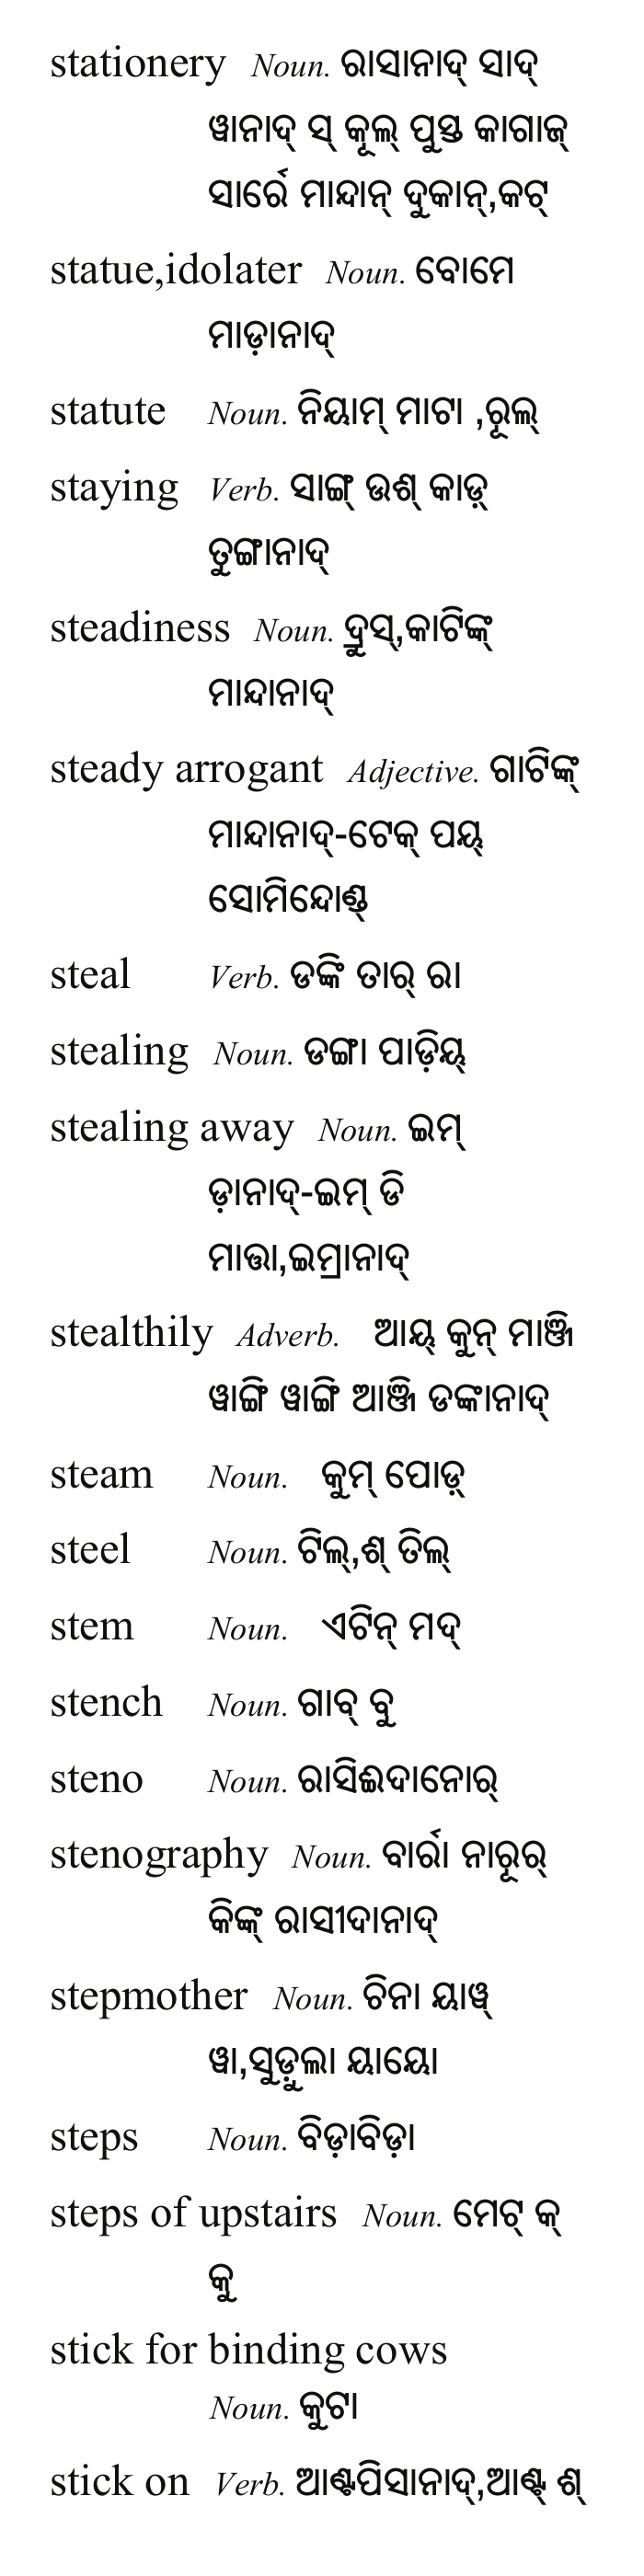 stationery Noun. ରାସାନାଦ୍ ସାଦ୍
ୱାନାଦ୍ ସ୍ କୂଲ୍ ପୁସ୍ତ କାଗାଜ୍
ସାର୍ରେ ମାନ୍ଦାନ୍ ଦୁକାନ୍,କଟ୍
statue,idolater Noun. ବୋମେ
ମାଡ଼ାନାଦ୍
statute Noun. ନିୟାମ୍ ମାଟା ,ରୂଲ୍
staying Verb. ସାଙ୍ଗ୍ ଉଶ୍ କାଡ଼୍
ତୁଙ୍ଗାନାଦ୍
steadiness Noun. ଦ୍ରୁସ୍,କାଟିଙ୍କ୍
ମାନ୍ଦାନାଦ୍
steady arrogant Adjective. ଗାଟିଙ୍କ୍
ମାନ୍ଦାନାଦ୍-ଟେକ୍ ପୟ୍
ସୋମିନ୍ଦୋଣ୍ଡ୍
steal Verb. ଡଙ୍କି ତାର୍ ରା
stealing Noun. ଡଙ୍ଗା ପାଡ଼ିୟ୍
stealing away Noun. ଇମ୍
ଡ଼ାନାଦ୍-ଇମ୍ ଡି
ମାତ୍ତା,ଇମ୍ରାନାଦ୍
stealthily Adverb. ଆୟ୍ କୁନ୍ ମାଞ୍ଜି
ୱାଙ୍ଗି ୱାଙ୍ଗି ଆଞ୍ଜି ଡଙ୍କାନାଦ୍
steam Noun. କୁମ୍ ପୋଡ଼୍
steel Noun. ଟିଲ୍,ଶ୍ ତିଲ୍
stem Noun. ଏଟିନ୍ ମଦ୍
stench Noun. ଗାବ୍ ବୁ
steno Noun. ରାସିଈଦାନୋର୍
stenography Noun. ବାର୍ରା ନାରୂର୍
କିଙ୍କ୍ ରାସୀଦାନାଦ୍
stepmother Noun. ଚିନା ୟାୱ୍
ୱା,ସୁଡ଼ୁଲା ୟାୟୋ
steps Noun. ବିଡ଼ାବିଡ଼ା
steps of upstairs Noun. ମେଟ୍ କ୍
କୁ
stick for binding cows
Noun. କୁଟା
stick on Verb. ଆଣ୍ଟପିସାନାଦ୍,ଆଣ୍ଟ୍ ଶ୍